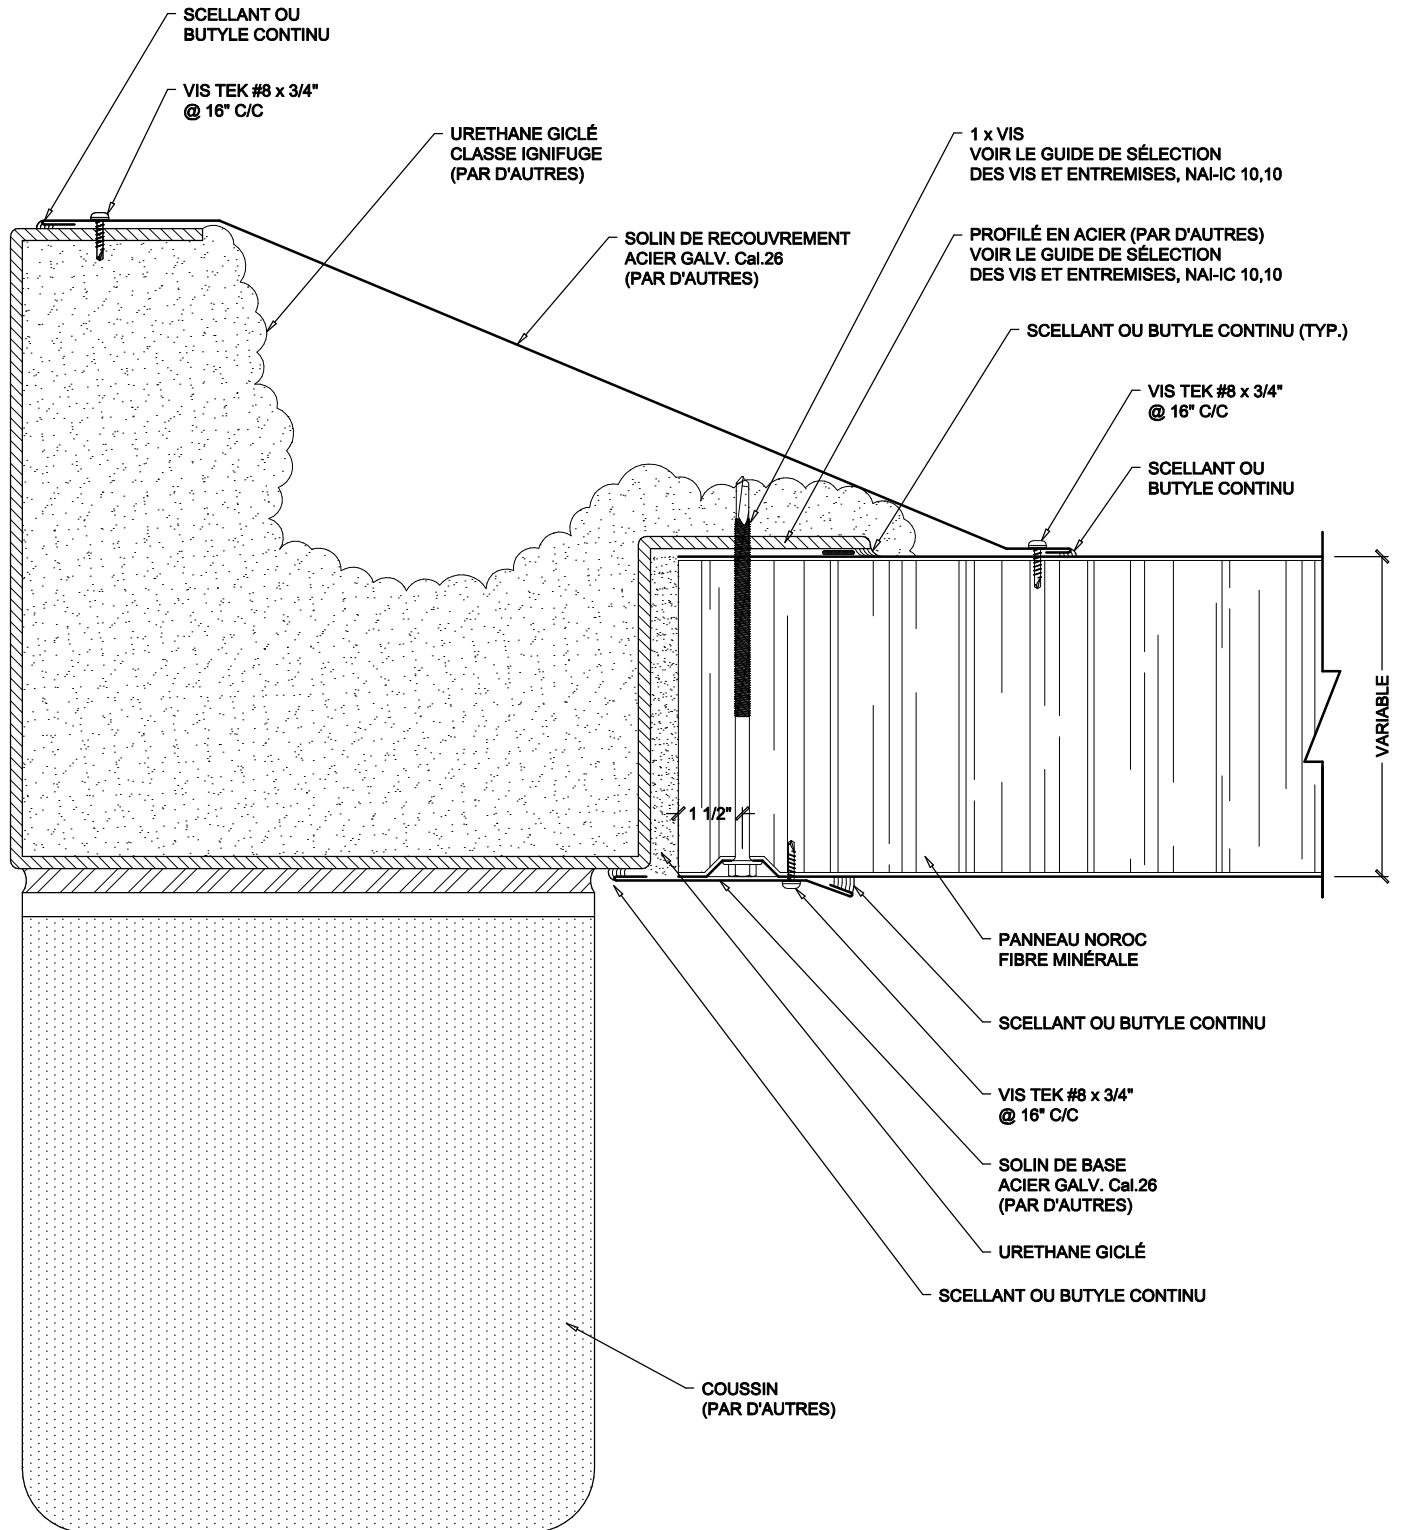 SCELLANT OU
BUTYLE CONTINU
VIS TEK #8 x 3/4"
@ 16" C/C
URETHANE GICLÉ
CLASSE IGNIFUGE
(PAR D'AUTRES)
1 x VIS
VOIR LE GUIDE DE SÉLECTION
DES VIS ET ENTREMISES, NAI-IC 10,10
SOLIN DE RECOUVREMENT
ACIER GALV. Cal.26
(PAR D'AUTRES)
PROFILÉ EN ACIER (PAR D'AUTRES)
VOIR LE GUIDE DE SÉLECTION
DES VIS ET ENTREMISES, NAI-IC 10,10
SCELLANT OU BUTYLE CONTINU (TYP.)
VIS TEK #8 x 3/4"
@ 16" C/C
SCELLANT OU
BUTYLE CONTINU
VARIABLE
1 1/2"
PANNEAU NOROC
FIBRE MINÉRALE
SCELLANT OU BUTYLE CONTINU
VIS TEK #8 x 3/4"
@ 16" C/C
SOLIN DE BASE
ACIER GALV. Cal.26
(PAR D'AUTRES)
URETHANE GICLÉ
SCELLANT OU BUTYLE CONTINU
COUSSIN
(PAR D'AUTRES)